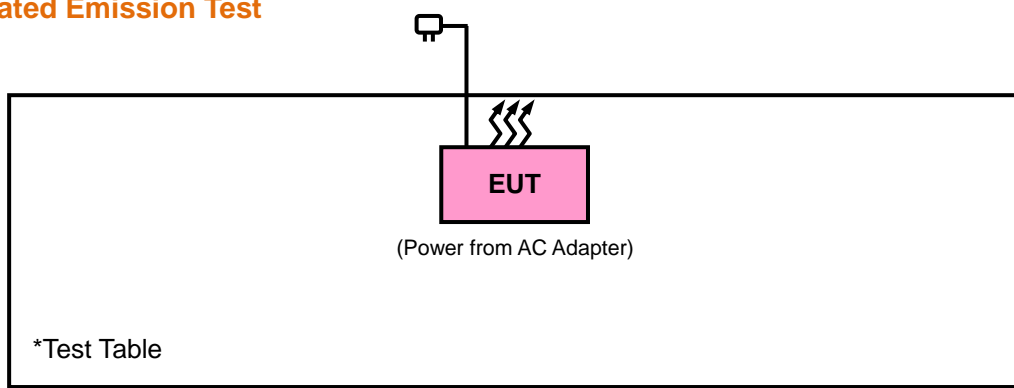 ated Emission Test
EUT
(Power from AC Adapter)
*Test Table